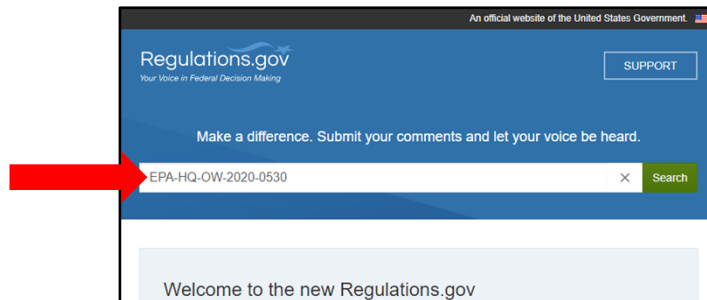 An official website of the United States Government.
Regulations.gov
Your Voice in Federal Decision Making
SUPPORT
Make a difference. Submit your comments and let your voice be heard.
EPA-HQ-OW-2020-0530 × Search
Welcome to the new Regulations.gov